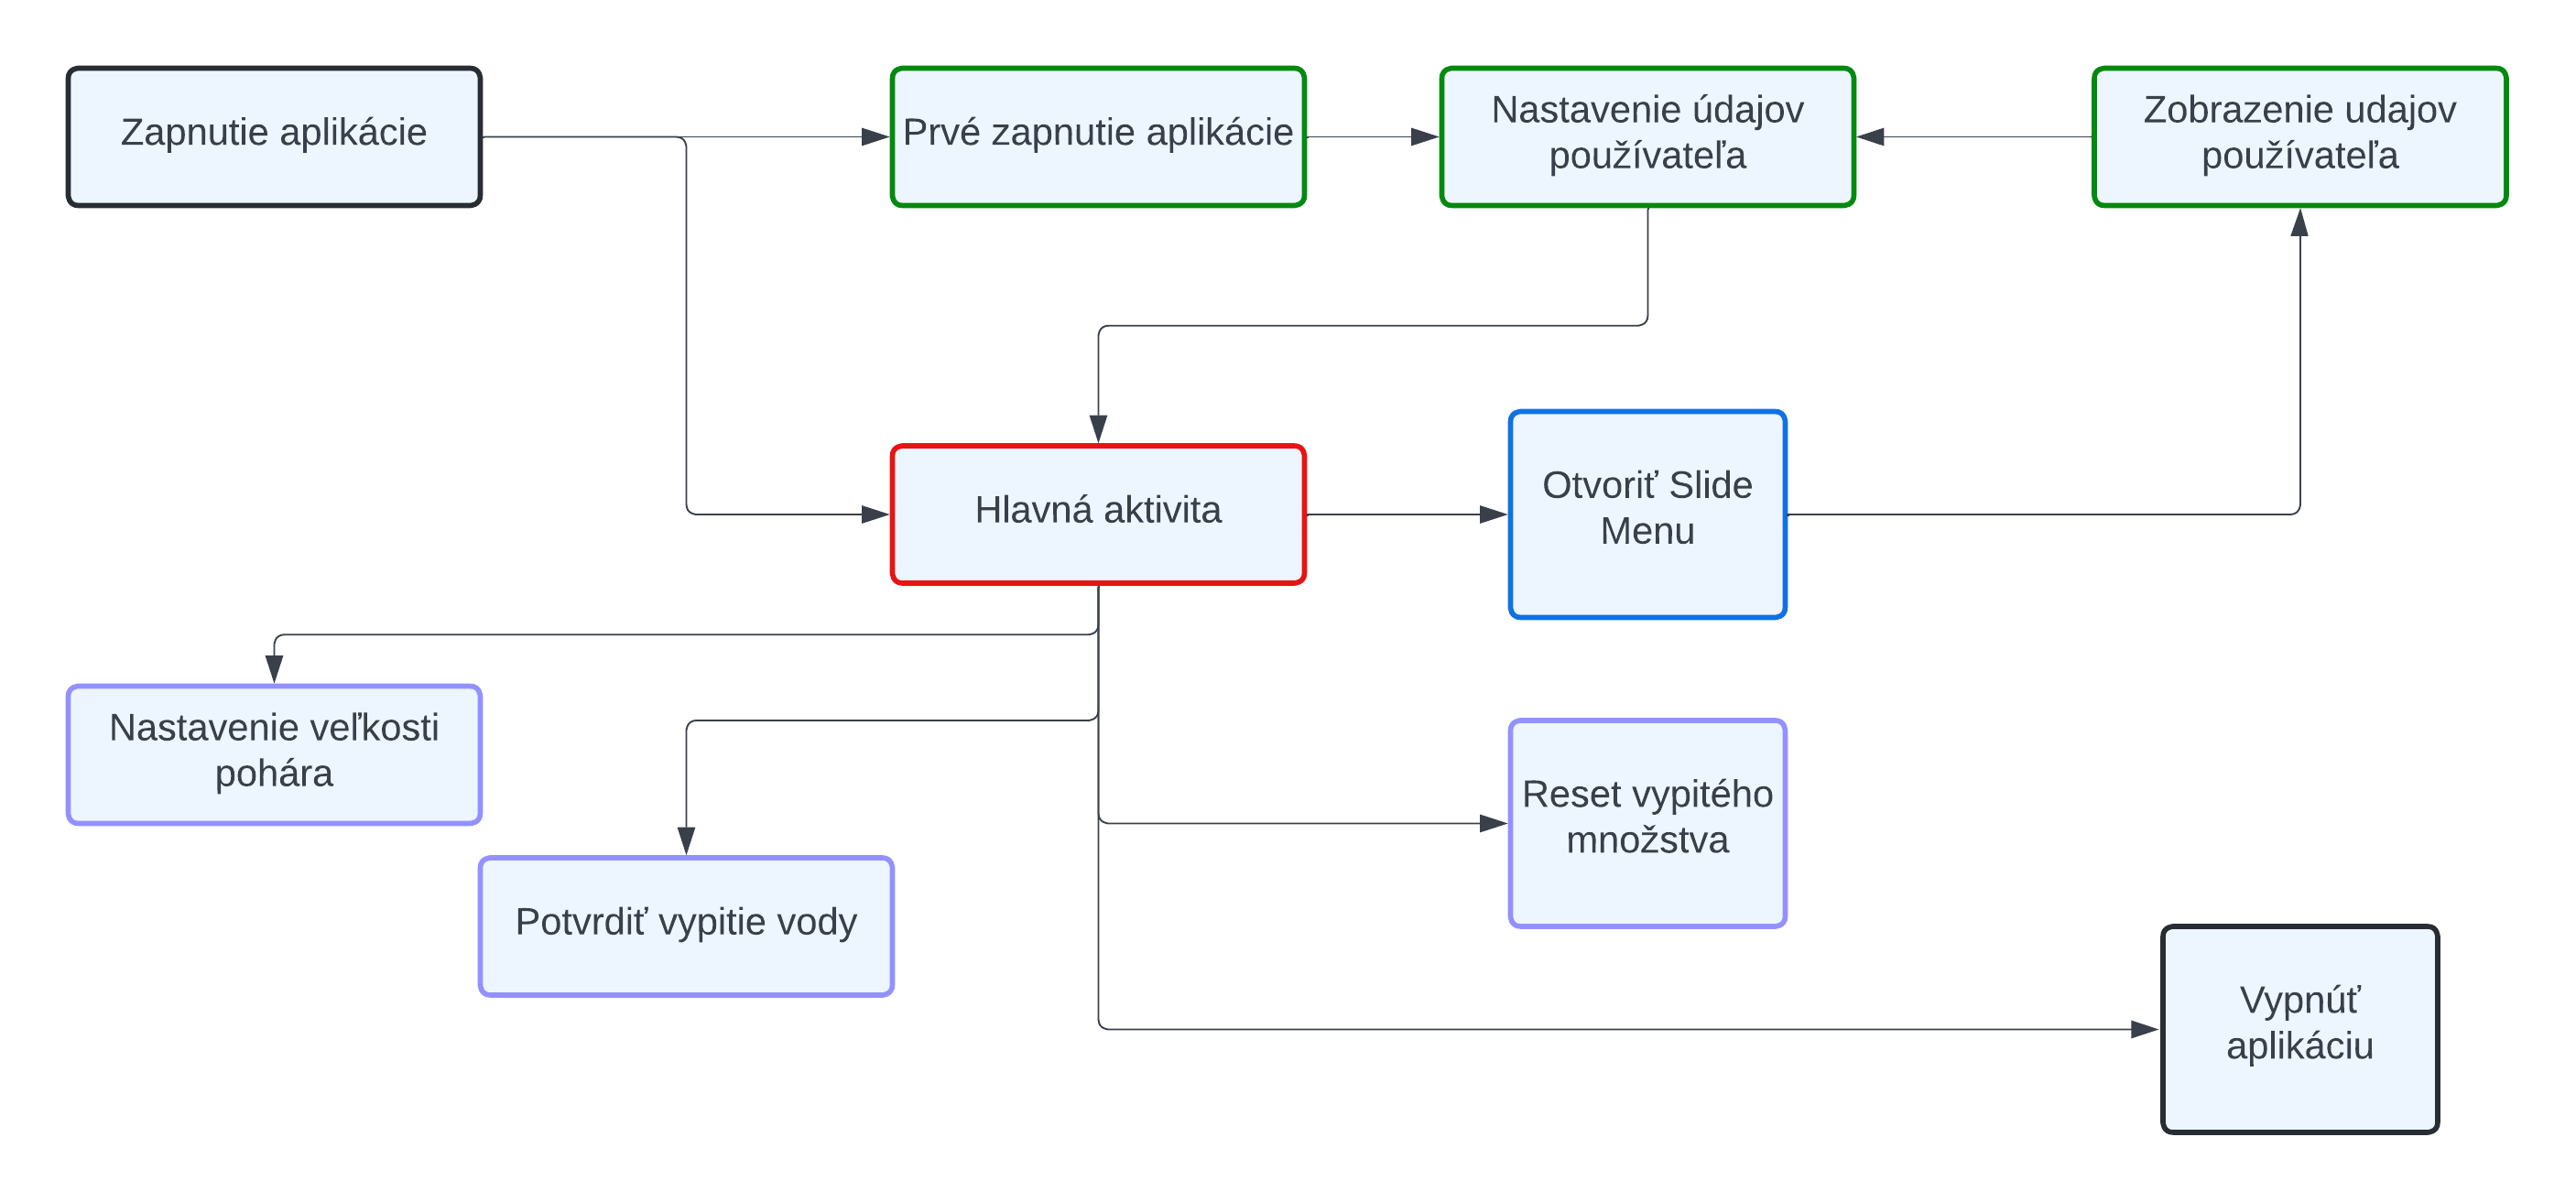 Zapnutie aplikácie
Prvé zapnutie aplikácie
Nastavenie údajov
používateľa
Zobrazenie udajov
používateľa
Hlavná aktivita
Otvoriť Slide
Menu
Nastavenie veľkosti
pohára
Potvrdiť vypitie vody
Reset vypitého
množstva
Vypnúť
aplikáciu